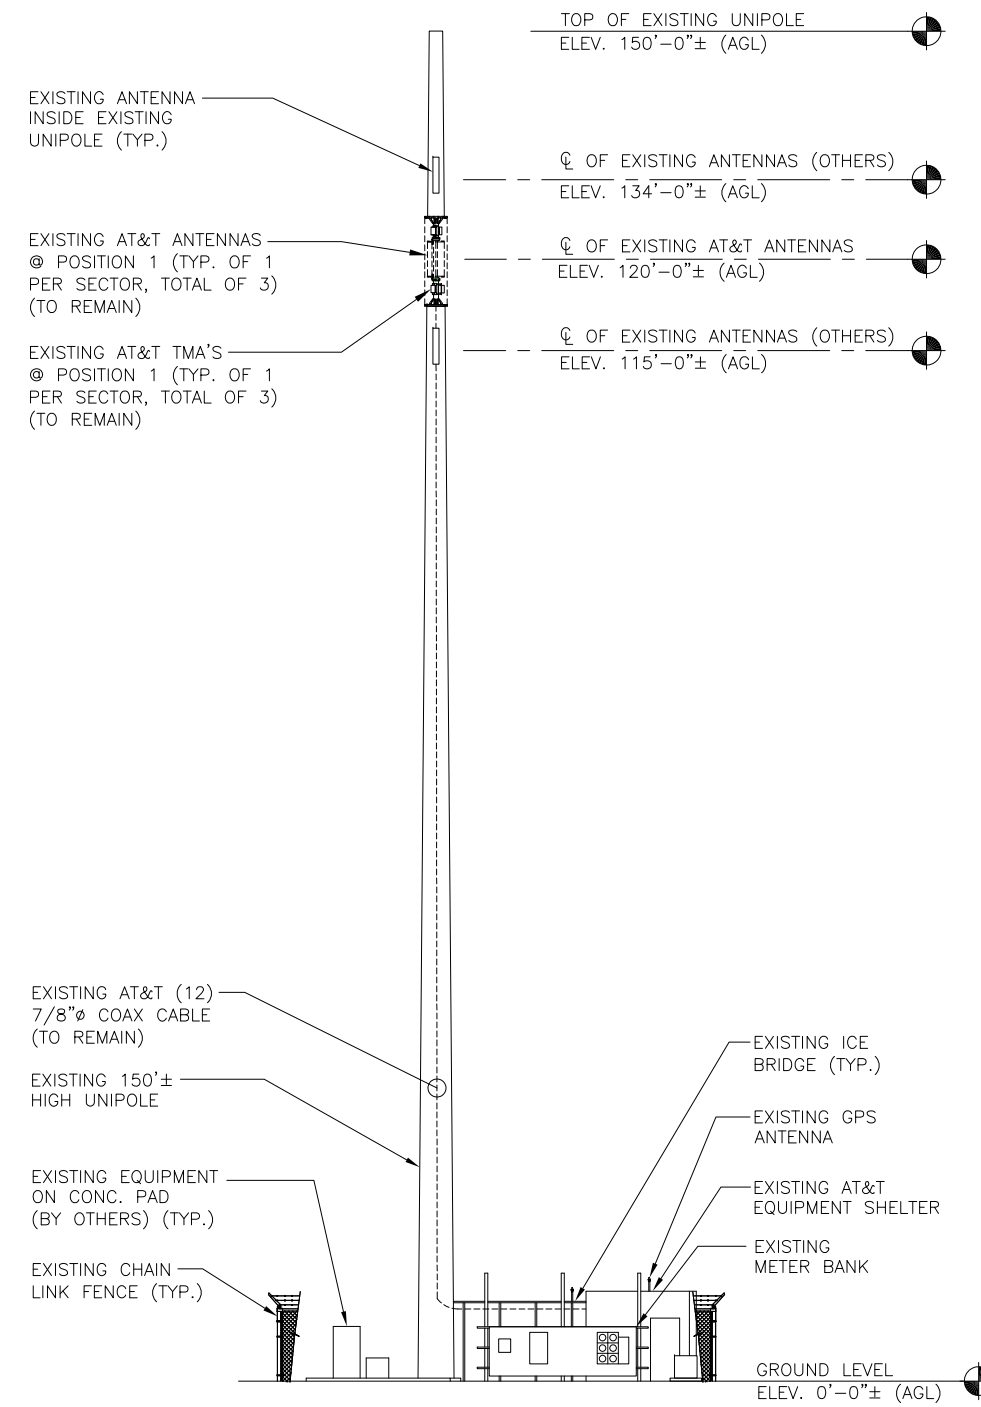 TOP OF EXISTING UNIPOLE
ELEV. 150'-0"± (AGL)
EXISTING ANTENNA
INSIDE EXISTING
UNIPOLE (TYP.)
℄ OF EXISTING ANTENNAS (OTHERS)
ELEV. 134'-0"± (AGL)
EXISTING AT&T ANTENNAS
@ POSITION 1 (TYP. OF 1
PER SECTOR, TOTAL OF 3)
(TO REMAIN)
℄ OF EXISTING AT&T ANTENNAS
ELEV. 120'-0"± (AGL)
EXISTING AT&T TMA'S
@ POSITION 1 (TYP. OF 1
PER SECTOR, TOTAL OF 3)
(TO REMAIN)
℄ OF EXISTING ANTENNAS (OTHERS)
ELEV. 115'-0"± (AGL)
EXISTING AT&T (12)
7/8"ø COAX CABLE
(TO REMAIN)
EXISTING 150'±
HIGH UNIPOLE
EXISTING EQUIPMENT
ON CONC. PAD
(BY OTHERS) (TYP.)
EXISTING CHAIN
LINK FENCE (TYP.)
EXISTING ICE
BRIDGE (TYP.)
EXISTING GPS
ANTENNA
EXISTING AT&T
EQUIPMENT SHELTER
EXISTING
METER BANK
GROUND LEVEL
ELEV. 0'-0"± (AGL)